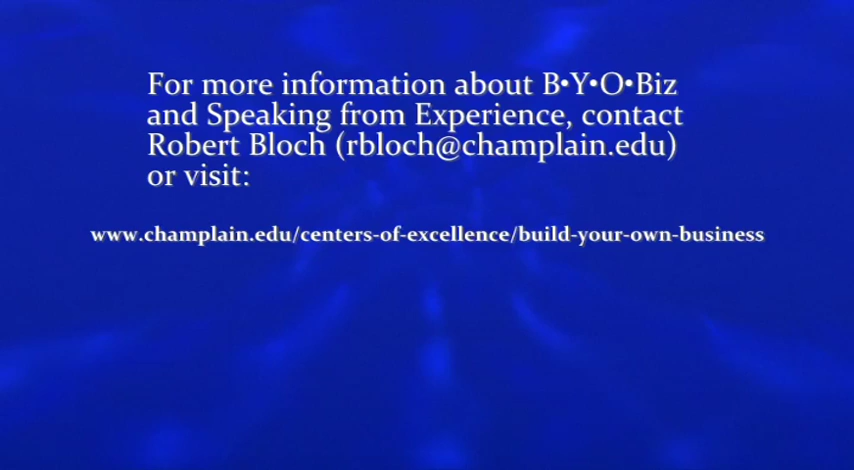 For more information about B•Y•O•Biz
and Speaking from Experience, contact
Robert Bloch (rbloch@champlain.edu)
or visit:
www.champlain.edu/centers-of-excellence/build-your-own-business